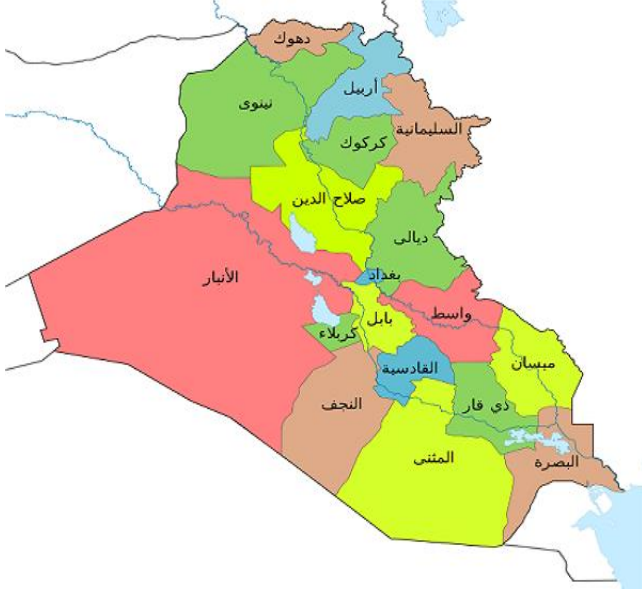 دهوك
أربيل
نينوى
السليمانية
كركوك
صلاح الدين
ديالى
بغداد
الأنبار
واسط
بابل
كربلاء
ميسان
القادسية
النجف
ذي قار
المثنى
البصرة